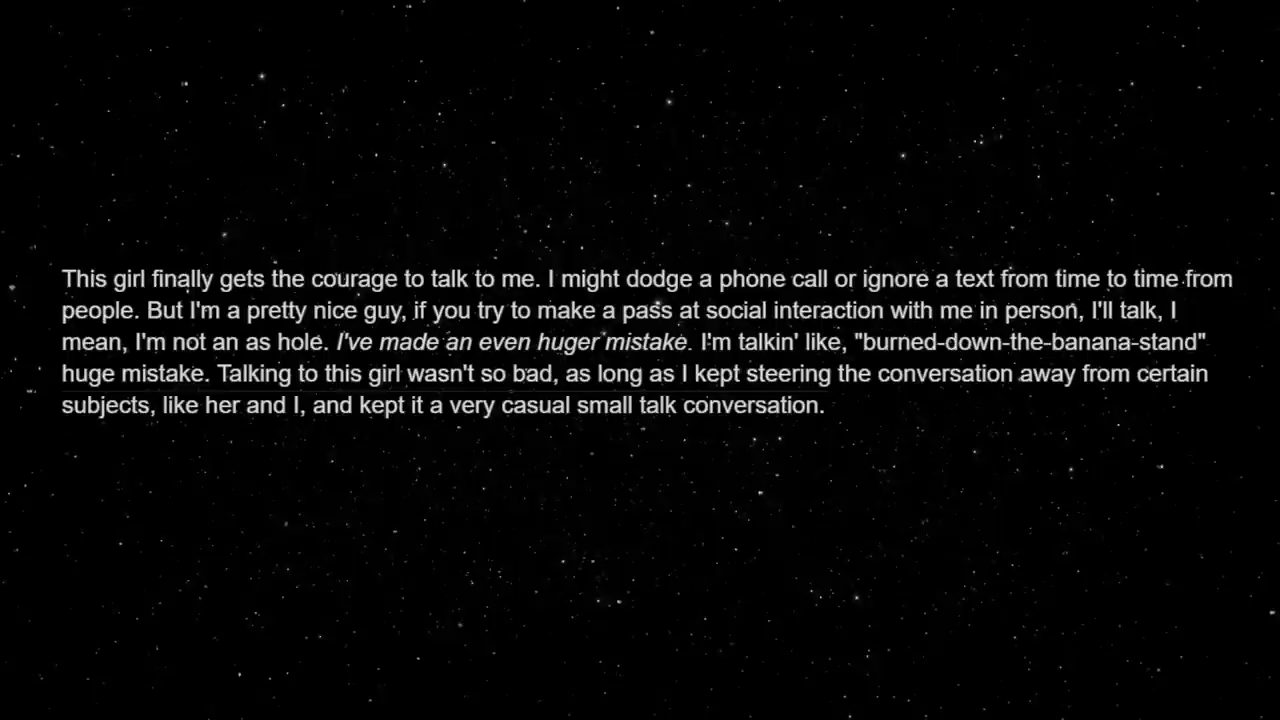 This girl finally gets the courage to talk to me. I might dodge a phone call or ignore a text from time to time from
people. But I'm a pretty nice guy, if you try to make a pass at social interaction with me in person, I'll talk, I
mean, I'm not an as hole. I've made an even huger mistake. I'm talkin' like, "burned-down-the-banana-stand"
huge mistake. Talking to this girl wasn't so bad, as long as I kept steering the conversation away from certain
subjects, like her and I, and kept it a very casual small talk conversation.